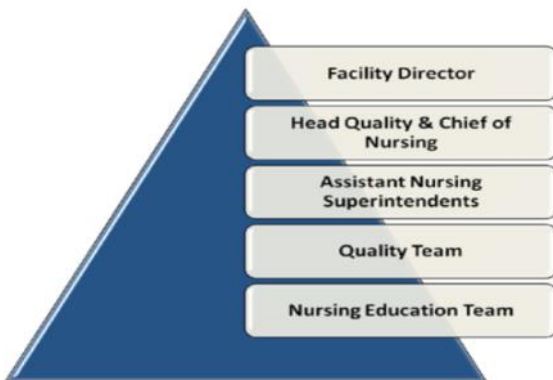 Facility Director
Head Quality & Chief of
Nursing
Assistant Nursing
Superintendents
Quality Team
Nursing Education Team